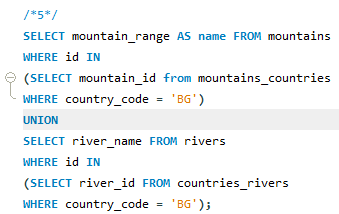 /*5*/
SELECT mountain_range AS name FROM mountains
WHERE id IN
(SELECT mountain_id from mountains_countries
WHERE country_code = 'BG')
UNION
SELECT river_name FROM rivers
WHERE id IN
(SELECT river_id FROM countries_rivers
WHERE country_code = 'BG');